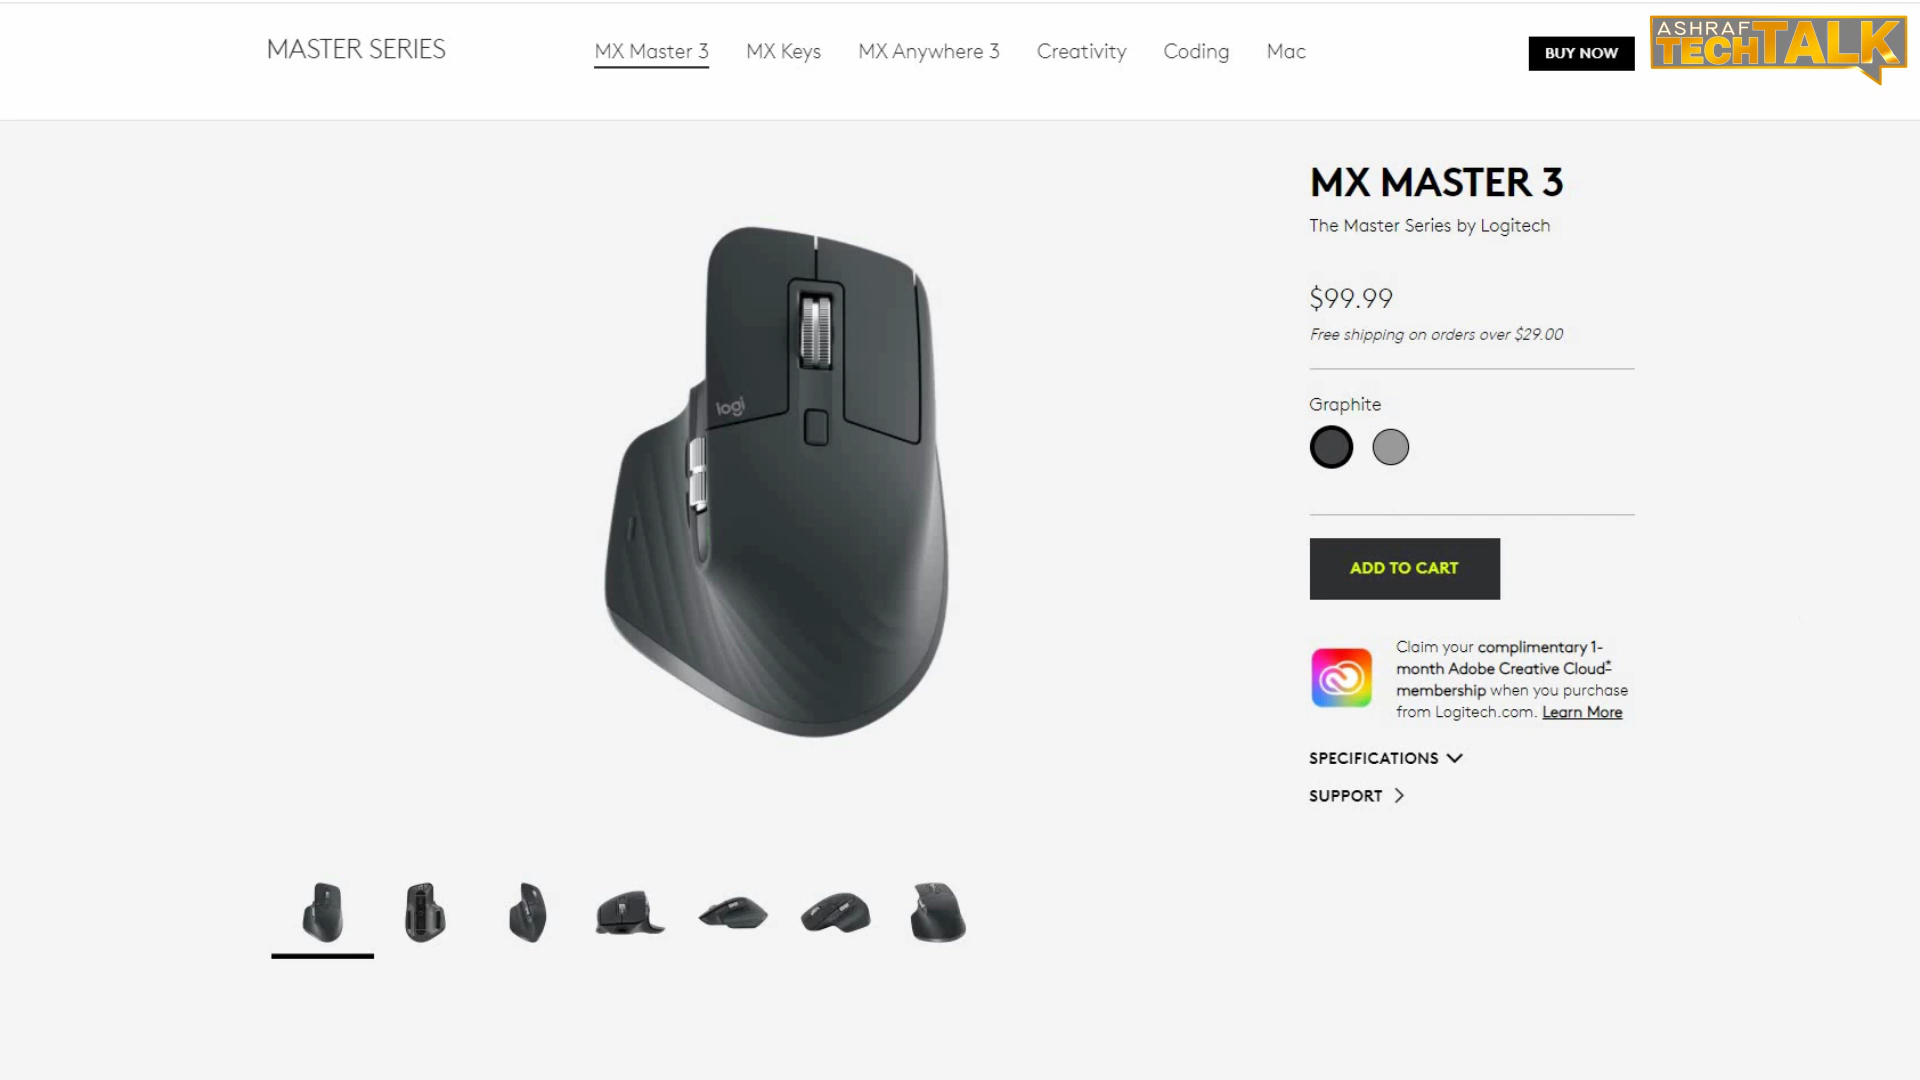 MASTER SERIES
MX Master 3
MX Keys
MX Anywhere 3
Creativity
Coding
Mac
BUY NOW
ASHRAF
TECHTALK
MX MASTER 3
The Master Series by Logitech
$99.99
Free shipping on orders over $29.00
Graphite
logi
ADD TO CART
Claim your complimentary 1-
month Adobe Creative Cloud*
membership when you purchase
from Logitech.com. Learn More
SPECIFICATIONS
SUPPORT